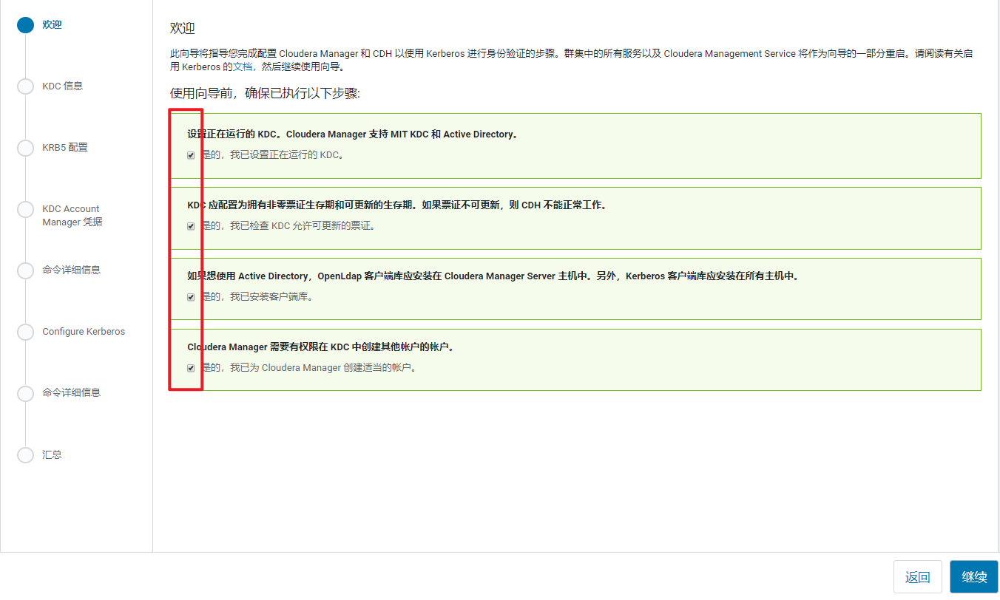 欢迎
KDC 信息
KRB5 配置
KDC Account
Manager 凭据
命令详细信息
Configure Kerberos
命令详细信息
汇总
欢迎
此向导将指导您完成配置 Cloudera Manager 和 CDH 以使用 Kerberos 进行身份验证的步骤。群集中的所有服务以及 Cloudera Management Service 将作为向导的一部分重启。请阅读有关启
用 Kerberos 的文档，然后继续使用向导。
使用向导前，确保已执行以下步骤:
设置正在运行的 KDC。Cloudera Manager 支持 MIT KDC 和 Active Directory。
是的，我已设置正在运行的 KDC。
KDC 应配置为拥有非零票证生存期和可更新的生存期。如果票证不可更新，则 CDH 不能正常工作。
是的，我已检查 KDC 允许可更新的票证。
如果想使用 Active Directory，OpenLdap 客户端库应安装在 Cloudera Manager Server 主机中。另外，Kerberos 客户端库应安装在所有主机中。
是的，我已安装客户端库。
Cloudera Manager 需要有权限在 KDC 中创建其他帐户的帐户。
是的，我已为 Cloudera Manager 创建适当的帐户。
返回
继续